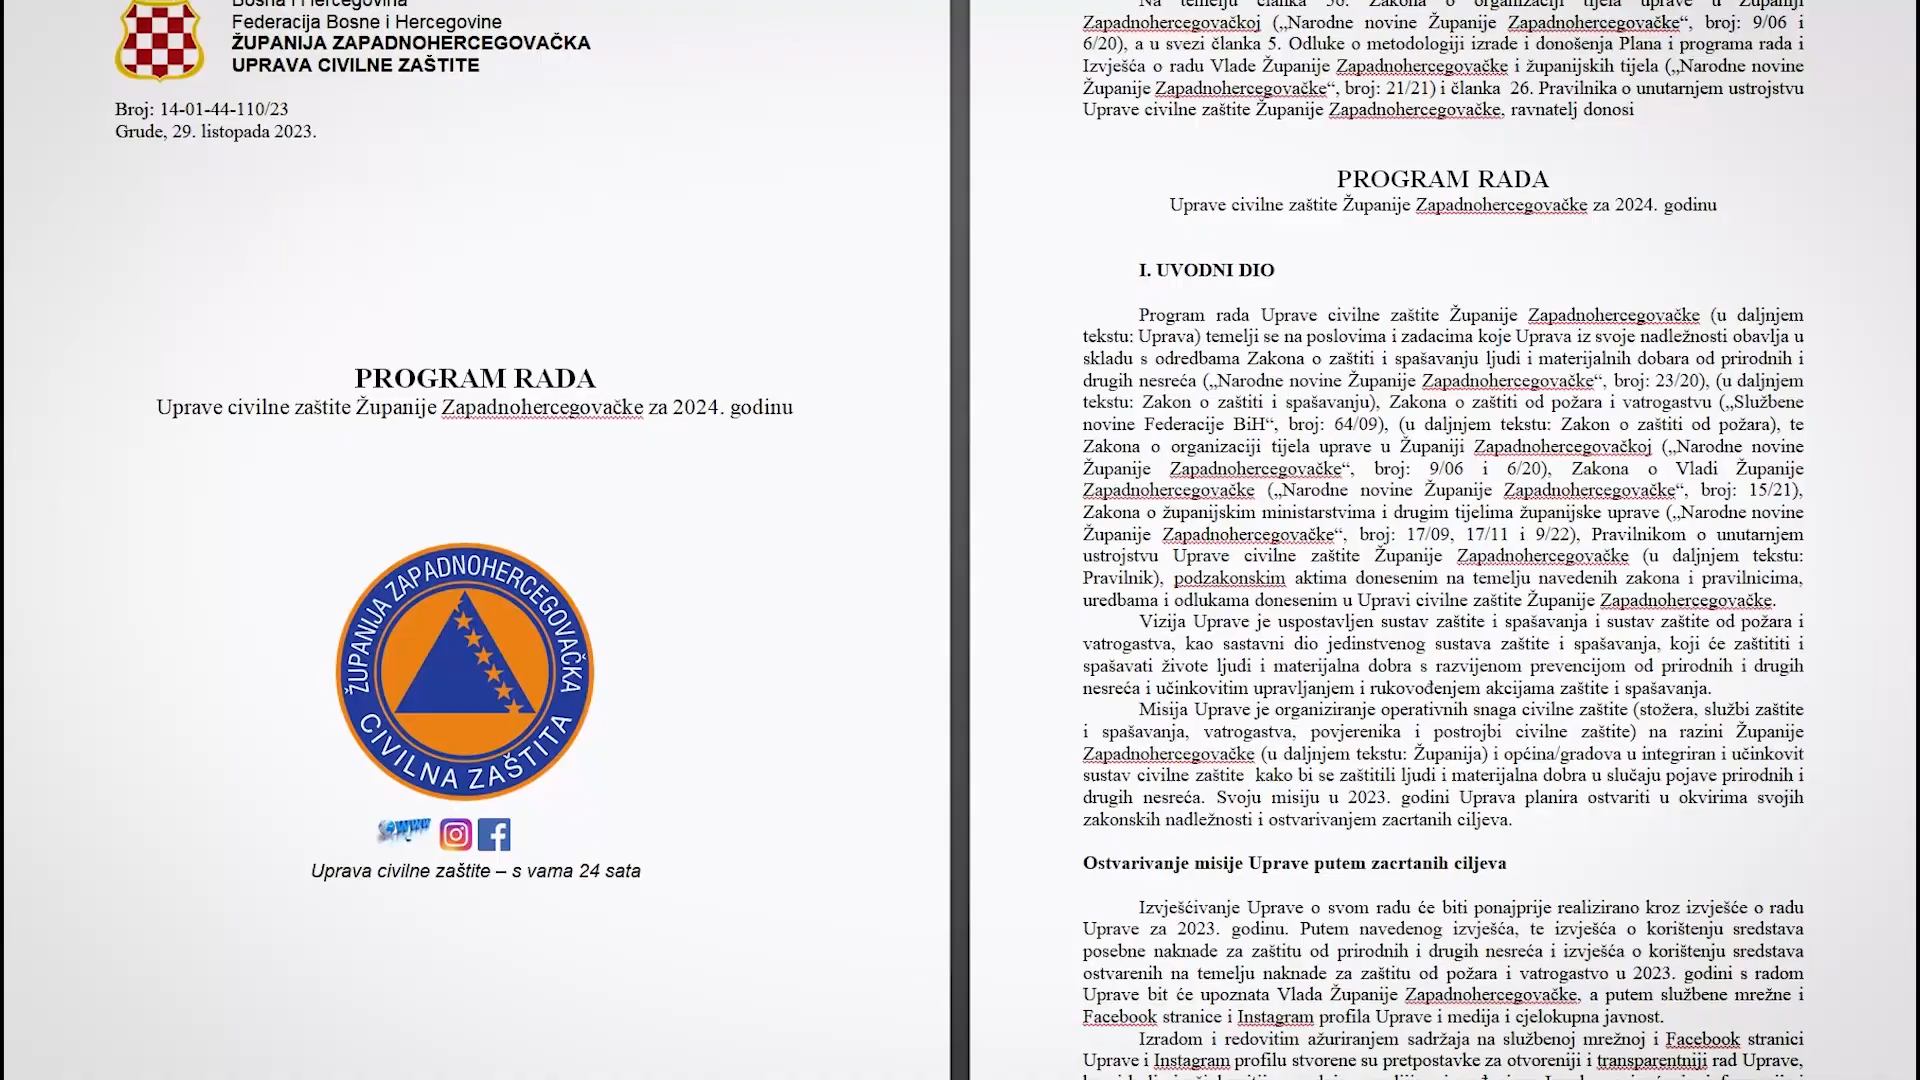 Bosna i Hercegovina
Federacija Bosne i Hercegovine
ŽUPANIJA ZAPADNOHERCEGOVAČKA
UPRAVA CIVILNE ZAŠTITE
Broj: 14-01-44-110/23
Grude, 29. listopada 2023.
PROGRAM RADA
Uprave civilne zaštite Županije Zapadnohercegovačke za 2024. godinu
ŽUPANIJA ZAPADNOHERCEGOVAČKA
CIVILNA ZAŠTITA
www
Uprava civilne zaštite – s vama 24 sata
Na temelju članka 56. Zakona o organizaciji tijela uprave u Županiji
Zapadnohercegovačkoj („Narodne novine Županije Zapadnohercegovačke“, broj: 9/06 i
6/20), a u svezi članka 5. Odluke o metodologiji izrade i donošenja Plana i programa rada i
Izvješća o radu Vlade Županije Zapadnohercegovačke i županijskih tijela („Narodne novine
Županije Zapadnohercegovačke“, broj: 21/21) i članka 26. Pravilnika o unutarnjem ustrojstvu
Uprave civilne zaštite Županije Zapadnohercegovačke, ravnatelj donosi
PROGRAM RADA
Uprave civilne zaštite Županije Zapadnohercegovačke za 2024. godinu
I. UVODNI DIO
Program rada Uprave civilne zaštite Županije Zapadnohercegovačke (u daljnjem
tekstu: Uprava) temelji se na poslovima i zadacima koje Uprava iz svoje nadležnosti obavlja u
skladu s odredbama Zakona o zaštiti i spašavanju ljudi i materijalnih dobara od prirodnih i
drugih nesreća („Narodne novine Županije Zapadnohercegovačke“, broj: 23/20), (u daljnjem
tekstu: Zakon o zaštiti i spašavanju), Zakona o zaštiti od požara i vatrogastvu („Službene
novine Federacije BiH“, broj: 64/09), (u daljnjem tekstu: Zakon o zaštiti od požara), te
Zakona o organizaciji tijela uprave u Županiji Zapadnohercegovačkoj („Narodne novine
Županije Zapadnohercegovačke“, broj: 9/06 i 6/20), Zakona o Vladi Županije
Zapadnohercegovačke („Narodne novine Županije Zapadnohercegovačke“, broj: 15/21),
Zakona o županijskim ministarstvima i drugim tijelima županijske uprave („Narodne novine
Županije Zapadnohercegovačke“, broj: 17/09, 17/11 i 9/22), Pravilnikom o unutarnjem
ustrojstvu Uprave civilne zaštite Županije Zapadnohercegovačke (u daljnjem tekstu:
Pravilnik), podzakonskim aktima donesenim na temelju navedenih zakona i pravilnicima,
uredbama i odlukama donesenim u Upravi civilne zaštite Županije Zapadnohercegovačke.
Vizija Uprave je uspostavljen sustav zaštite i spašavanja i sustav zaštite od požara i
vatrogastva, kao sastavni dio jedinstvenog sustava zaštite i spašavanja, koji će zaštititi i
spašavati živote ljudi i materijalna dobra s razvijenom prevencijom od prirodnih i drugih
nesreća i učinkovitim upravljanjem i rukovođenjem akcijama zaštite i spašavanja.
Misija Uprave je organiziranje operativnih snaga civilne zaštite (stožera, službi zaštite
i spašavanja, vatrogastva, povjerenika i postrojbi civilne zaštite) na razini Županije
Zapadnohercegovačke (u daljnjem tekstu: Županija) i općina/gradova u integriran i učinkovit
sustav civilne zaštite kako bi se zaštitili ljudi i materijalna dobra u slučaju pojave prirodnih i
drugih nesreća. Svoju misiju u 2023. godini Uprava planira ostvariti u okvirima svojih
zakonskih nadležnosti i ostvarivanjem zacrtanih ciljeva.
Ostvarivanje misije Uprave putem zacrtanih ciljeva
Izvješćivanje Uprave o svom radu će biti ponajprije realizirano kroz izvješće o radu
Uprave za 2023. godinu. Putem navedenog izvješća, te izvješća o korištenju sredstava
posebne naknade za zaštitu od prirodnih i drugih nesreća i izvješća o korištenju sredstava
ostvarenih na temelju naknade za zaštitu od požara i vatrogastvo u 2023. godini s radom
Uprave bit će upoznata Vlada Županije Zapadnohercegovačke, a putem službene mrežne i
Facebook stranice i Instagram profila Uprave i medija i cjelokupna javnost.
Izradom i redovitim ažuriranjem sadržaja na službenoj mrežnoj i Facebook stranici
Uprave i Instagram profilu stvorene su pretpostavke za otvoreniji i transparentniji rad Uprave,